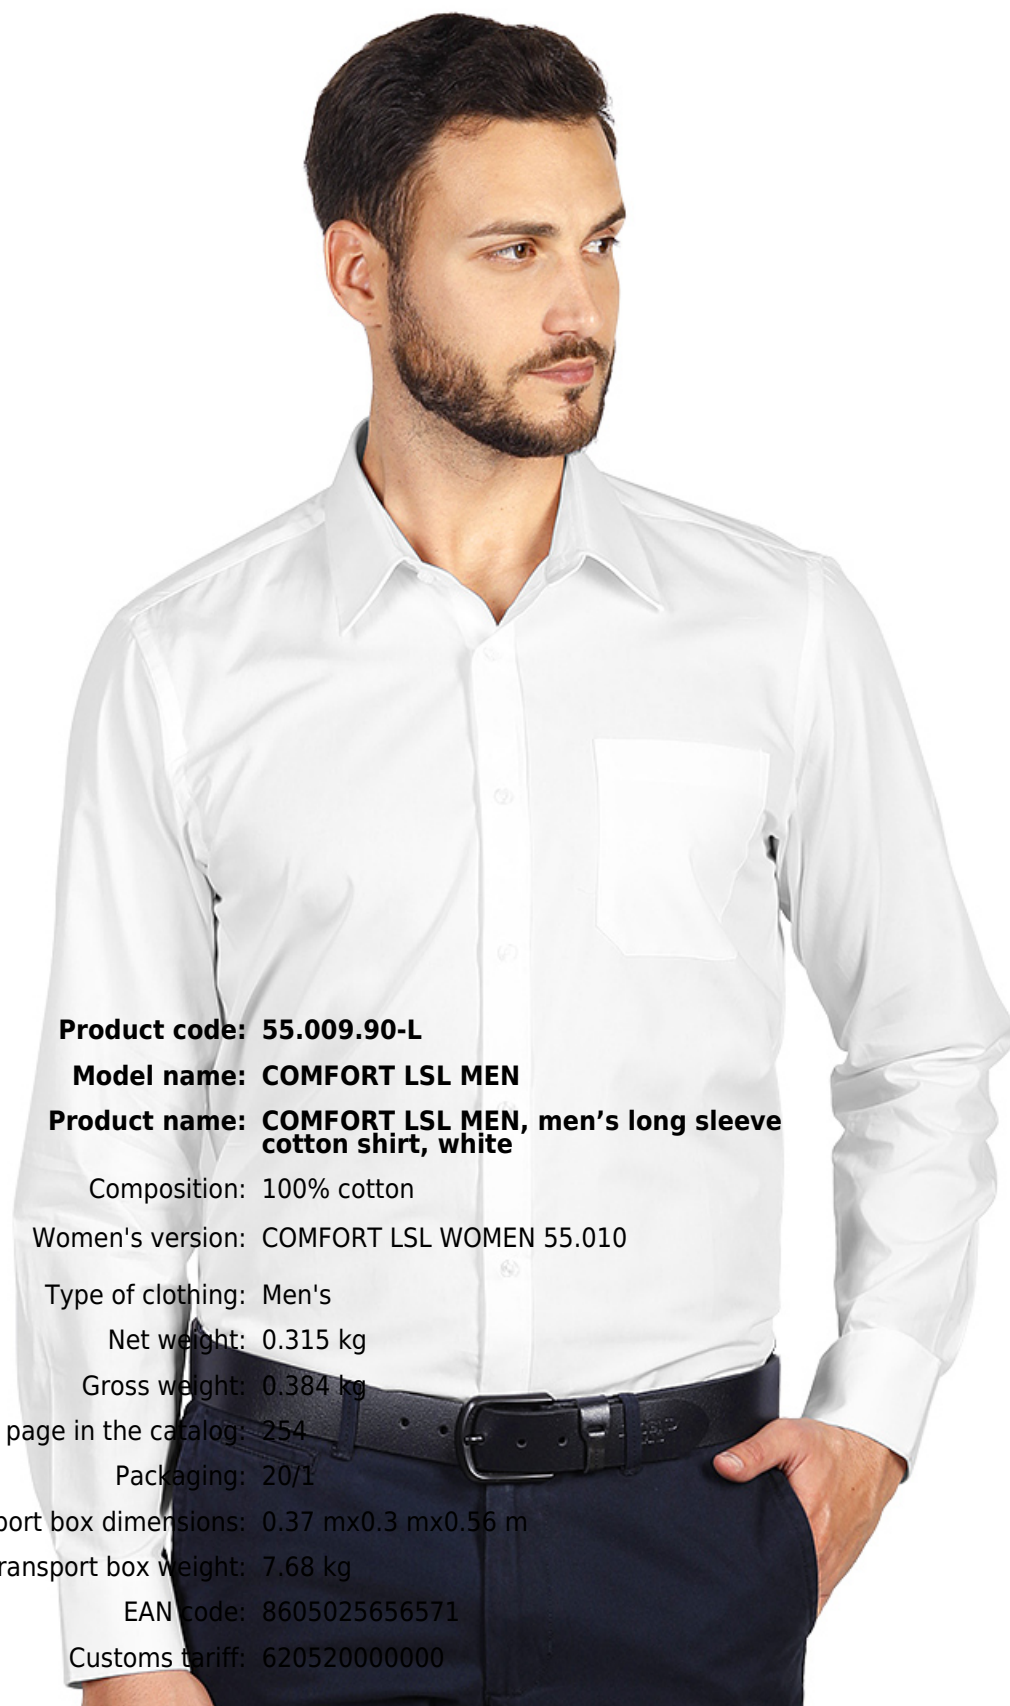 Product code: 55.009.90-L
Model name: COMFORT LSL MEN
Product name: COMFORT LSL MEN, men’s long sleeve
cotton shirt, white
Composition: 100% cotton
Women's version: COMFORT LSL WOMEN 55.010
Type of clothing: Men's
Net weight: 0.315 kg
Gross weight: 0.384 kg
page in the catalog: 254
Packaging: 20/1
box dimensions: 0.37 mx0.3 mx0.56 m
box weight: 7.68 kg
EAN code: 8605025656571
Customs tariff: 620520000000